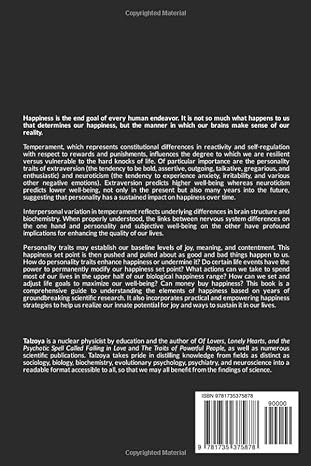 Copyrighted Material
Happiness is the end goal of every human endeavor. It is not so much what happens to us
that determines our happiness, but the manner in which our brains make sense of our
reality.
Temperament, which represents constitutional differences in reactivity and self-regulation
with respect to rewards and punishments, influences the degree to which we are resilient
versus vulnerable to the hard knocks of life. Of particular importance are the personality
traits of extraversion (the tendency to be bold, assertive, outgoing, talkative, gregarious, and
enthusiastic) and neuroticism (the tendency to experience anxiety, irritability, and various
other negative emotions). Extraversion predicts higher well-being whereas neuroticism
predicts lower well-being, not only in the present but also many years into the future,
suggesting that personality has a sustained impact on happiness over time.
Interpersonal variation in temperament reflects underlying differences in brain structure and
biochemistry. When properly understood, the links between nervous system differences on
the one hand and personality and subjective well-being on the other have profound
implications for enhancing the quality of our lives.
Personality traits may establish our baseline levels of joy, meaning, and contentment. This
happiness set point is then pushed and pulled about as good and bad things happen to us.
How do personality traits enhance happiness or undermine it? Do certain life events have the
power to permanently modify our happiness set point? What actions can we take to spend
most of our lives in the upper half of our biological happiness range? How can we set and
adjust life goals to maximize our well-being? Can money buy happiness? This book is a
comprehensive guide to understanding the elements of happiness based on years of
groundbreaking scientific research. It also incorporates practical and empowering happiness
strategies to help us realize our innate potential for joy and ways to sustain it in our lives.
Talzoya is a nuclear physicist by education and the author of Of Lovers, Lonely Hearts, and the
Psychotic Spell Called Falling in Love and The Traits of Powerful People, as well as numerous
scientific publications. Talzoya takes pride in distilling knowledge from fields as distinct as
sociology, biology, biochemistry, evolutionary psychology, psychiatry, and neuroscience into a
readable format accessible to all, so that we may all benefit from the findings of science.
ISBN 9781735375878
90000
9 781735 375878
Copyrighted Material